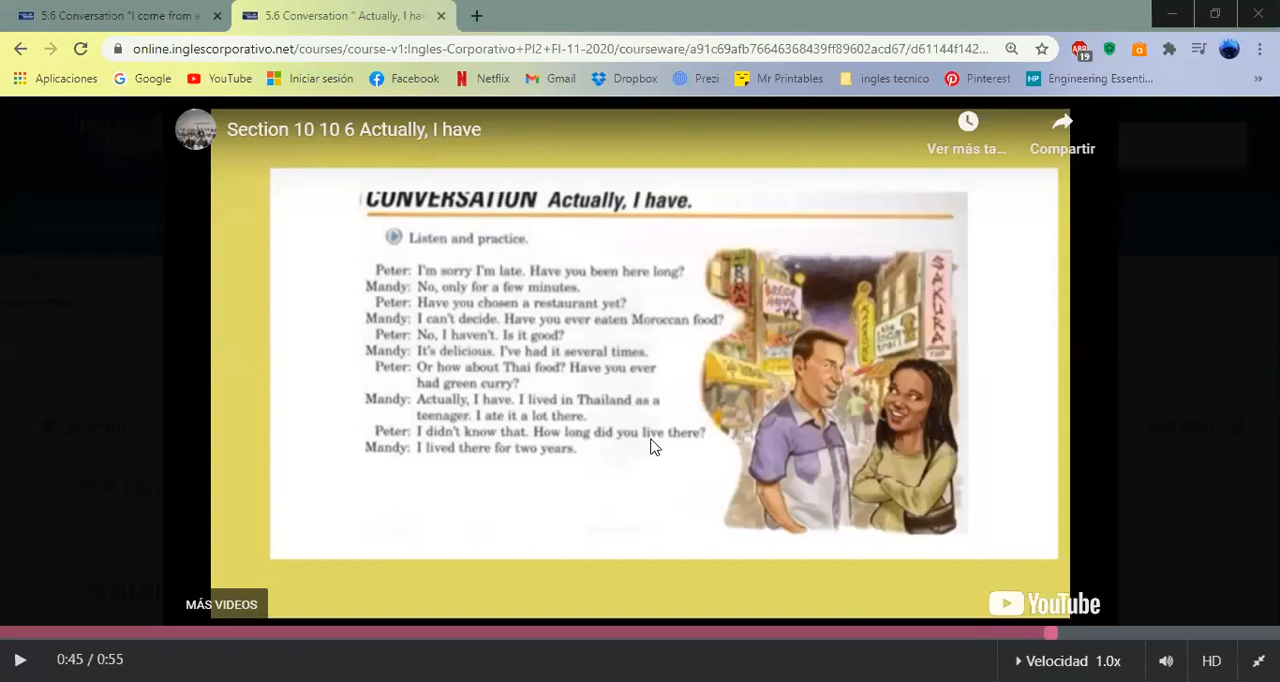 5.6 Conversation "I come from a
5.6 Conversation " Actually, I ha
online.inglescorporativo.net/courses/course-v1:Ingles-Corporativo+PI2+FI-11-2020/courseware/a91c69afb76646368439ff89602acd67/d61144f142...
ABP
19
Aplicaciones
Google
YouTube
Iniciar sesión
Facebook
Netflix
Gmail
Dropbox
Prezi
Mr Printables
ingles tecnico
Pinterest
HP
Engineering Essenti...
»
Section 10 10 6 Actually, I have
Ver más ta...
Compartir
CONVERSATION Actually, I have.
Listen and practice.
Peter: I'm sorry I'm late. Have you been here long?
Mandy: No, only for a few minutes.
Peter: Have you chosen a restaurant yet?
Mandy: I can't decide. Have you ever eaten Moroccan food?
Peter: No, I haven't. Is it good?
Mandy: It's delicious. I've had it several times.
Peter: Or how about Thai food? Have you ever
had green curry?
Mandy: Actually, I have. I lived in Thailand as a
teenager. I ate it a lot there.
Peter: I didn't know that. How long did you live there?
Mandy: I lived there for two years.
ROMA
SAKURA
the
Inca
trail
MÁS VIDEOS
YouTube
0:45 / 0:55
Velocidad 1.0x
HD